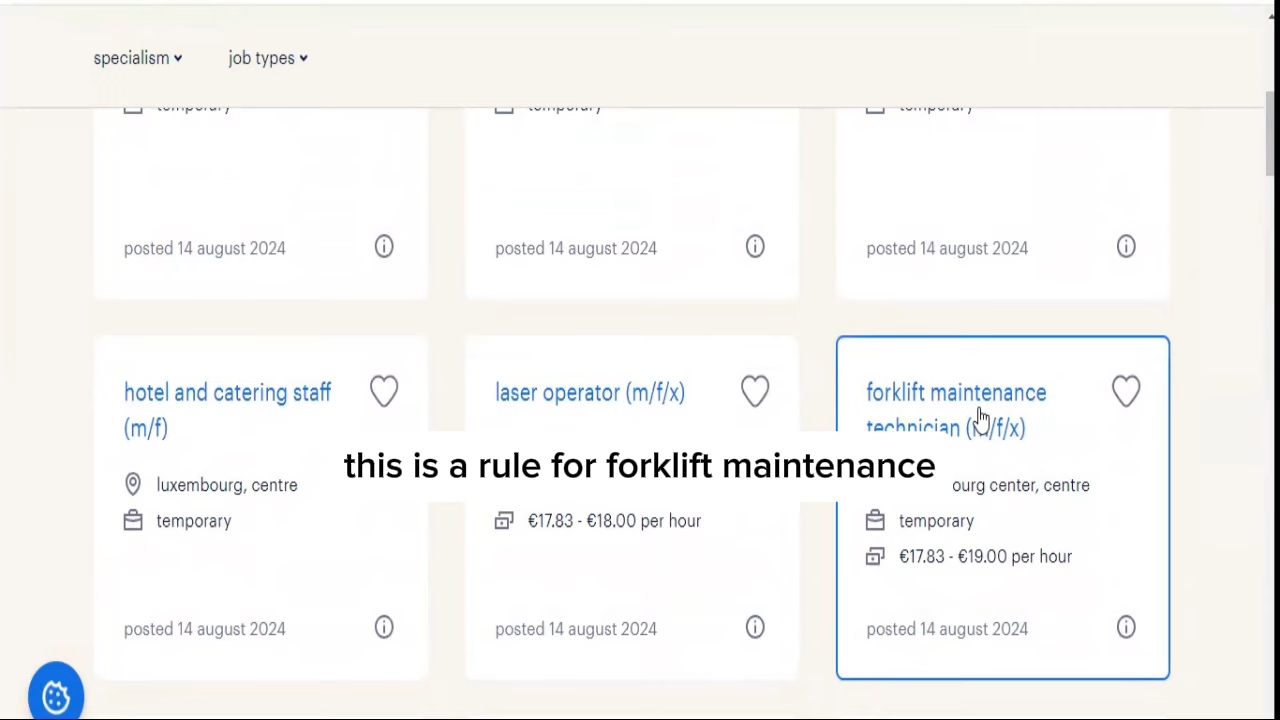 specialism
job types
temporary
temporary
temporary
posted 14 august 2024
posted 14 august 2024
posted 14 august 2024
hotel and catering staff
(m/f)
luxembourg, centre
temporary
posted 14 august 2024
laser operator (m/f/x)
€17.83 - €18.00 per hour
posted 14 august 2024
forklift maintenance
technician (m/f/x)
ourg center, centre
temporary
€17.83 - €19.00 per hour
posted 14 august 2024
this is a rule for forklift maintenance